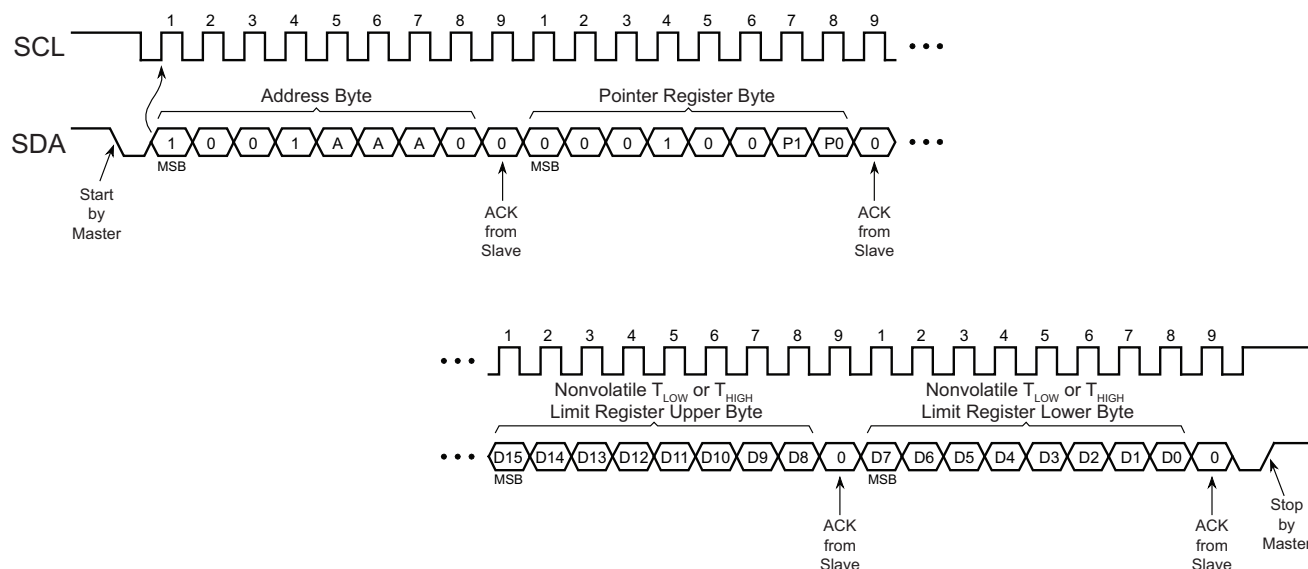 1 2 3 4 5 6 7 8 9 1 2 3 4 5 6 7 8 9
SCL
Address Byte
Pointer Register Byte
SDA
1 0 0 1 A A A 0 0 0 0 0 1 0 0 P1 P0 0
MSB
MSB
Start
by
Master
ACK
from
Slave
ACK
from
Slave
1 2 3 4 5 6 7 8 9 1 2 3 4 5 6 7 8 9
Nonvolatile TLOW or THIGH
Limit Register Upper Byte
Nonvolatile TLOW or THIGH
Limit Register Lower Byte
D15 D14 D13 D12 D11 D10 D9 D8 0 D7 D6 D5 D4 D3 D2 D1 D0 0
MSB
MSB
ACK
from
Slave
ACK
from
Slave
Stop
by
Master